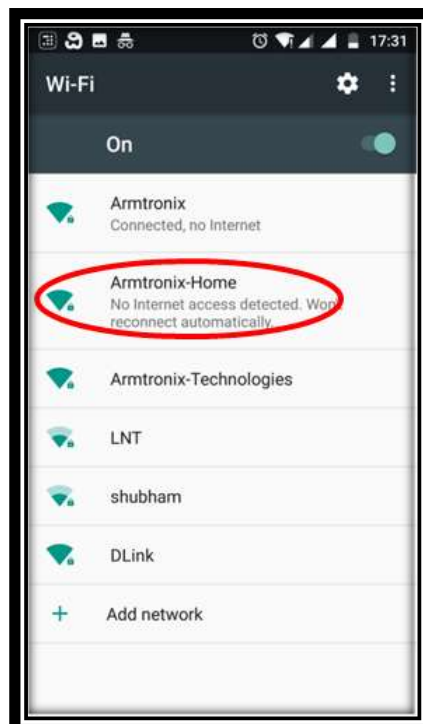 17:31
Wi-Fi
On
Armtronix
Connected, no Internet
Armtronix-Home
No Internet access detected. Won
reconnect automatically.
Armtronix-Technologies
LNT
shubham
DLink
Add network